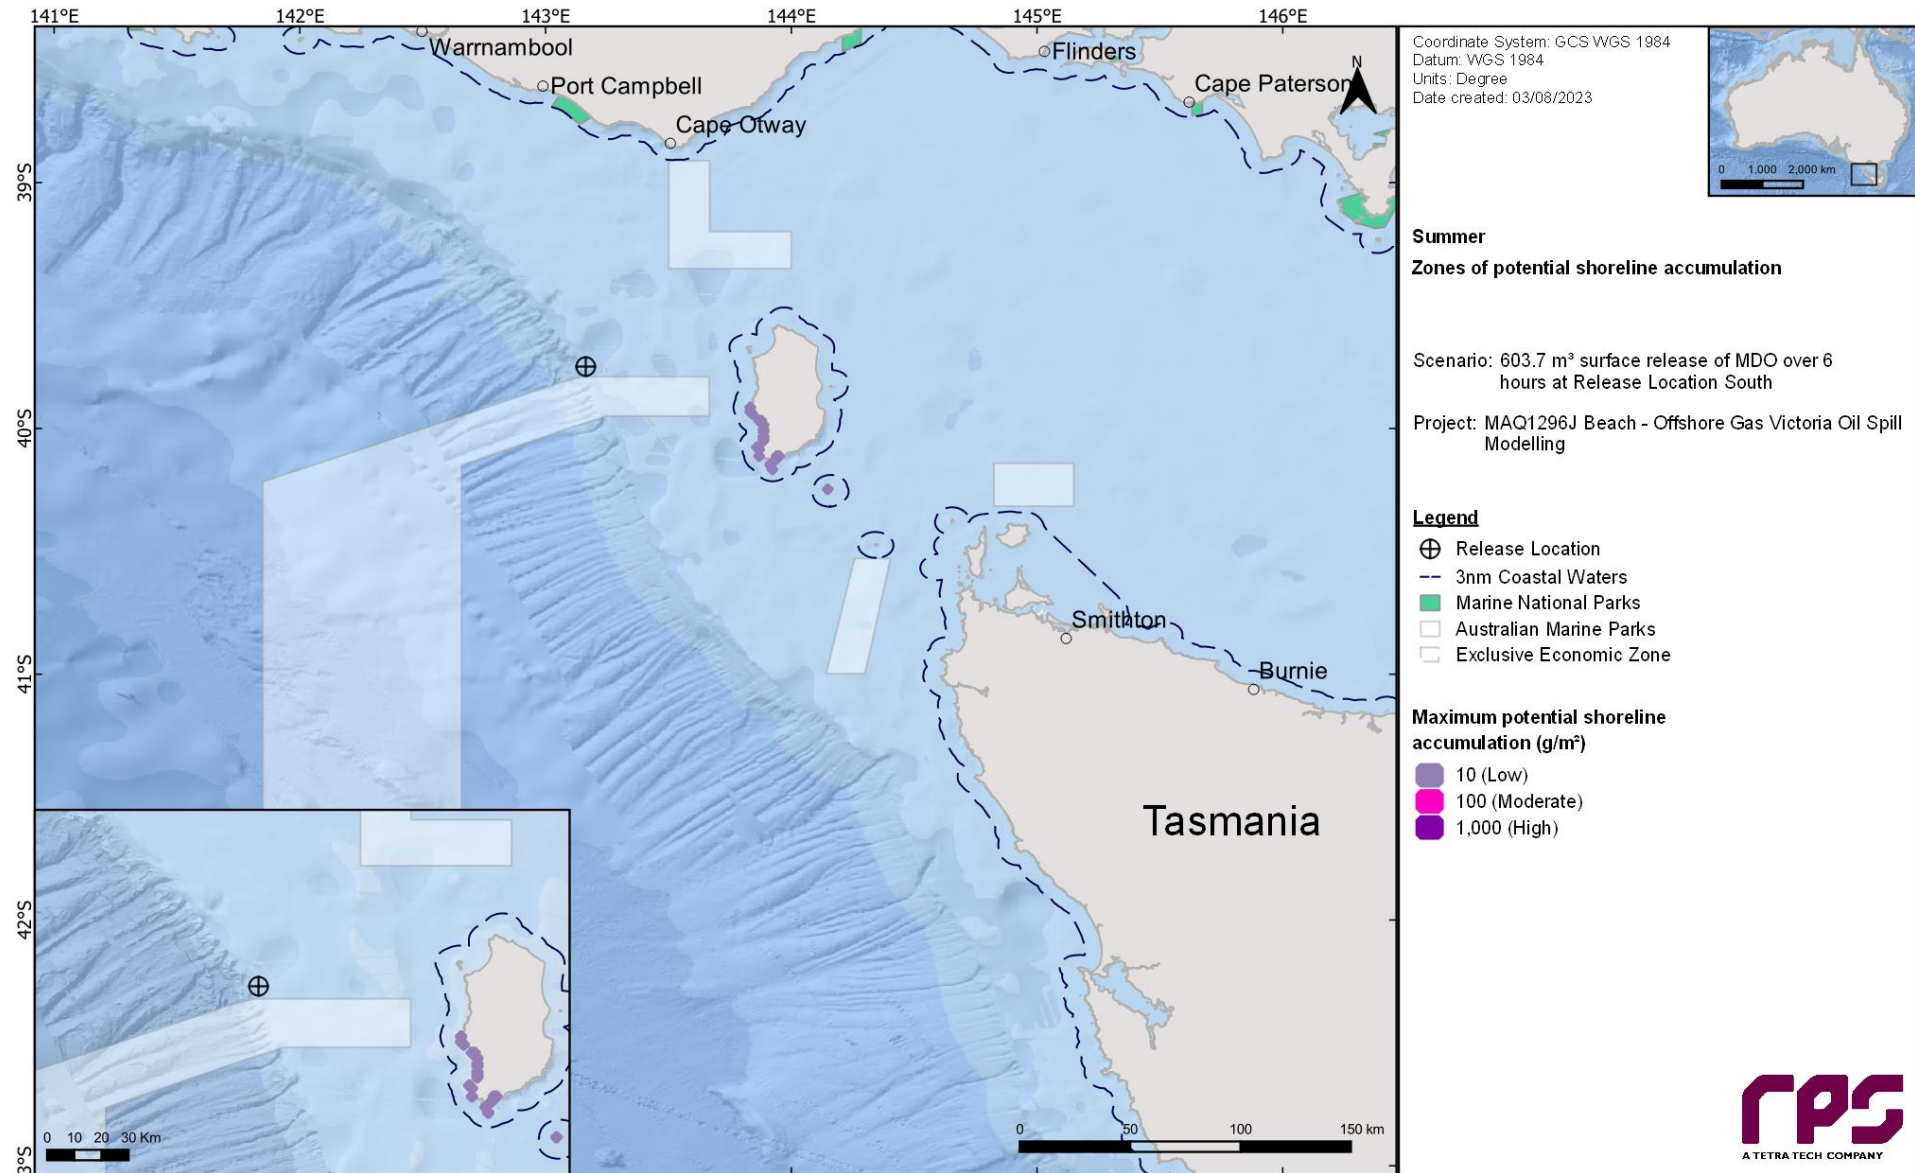 141°E
142°E
143°E
144°E
145°E
146°E
39°S
40°S
41°S
42°S
3°S
Warrnambool
Port Campbell
Cape Otway
Flinders
Cape Paterson
N
Smithton
Burnie
Tasmania
0 10 20 30 Km
0 50 100 150 km
Coordinate System: GCS WGS 1984
Datum: WGS 1984
Units: Degree
Date created: 03/08/2023
0 1,000 2,000 km
Summer
Zones of potential shoreline accumulation
Scenario: 603.7 m³ surface release of MDO over 6
hours at Release Location South
Project: MAQ1296J Beach - Offshore Gas Victoria Oil Spill
Modelling
Legend
Release Location
3nm Coastal Waters
Marine National Parks
Australian Marine Parks
Exclusive Economic Zone
Maximum potential shoreline
accumulation (g/m²)
10 (Low)
100 (Moderate)
1,000 (High)
rps
A TETRA TECH COMPANY